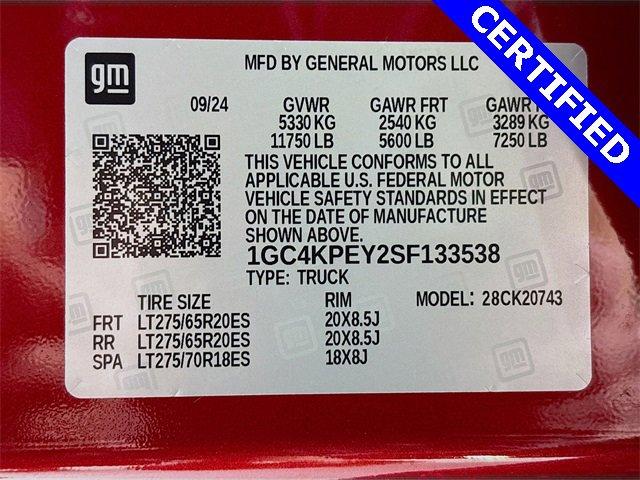 CERTIFIED
gm
MFD BY GENERAL MOTORS LLC
09/24 GVWR GAWR FRT GAWR
5330 KG 2540 KG 3289 KG
11750 LB 5600 LB 7250 LB
THIS VEHICLE CONFORMS TO ALL
APPLICABLE U.S. FEDERAL MOTOR
VEHICLE SAFETY STANDARDS IN EFFECT
ON THE DATE OF MANUFACTURE
SHOWN ABOVE.
1GC4KPEY2SF133538
TYPE: TRUCK
TIRE SIZE RIM MODEL: 28CK20743
FRT LT275/65R20ES 20X8.5J
RR LT275/65R20ES 20X8.5J
SPA LT275/70R18ES 18X8J